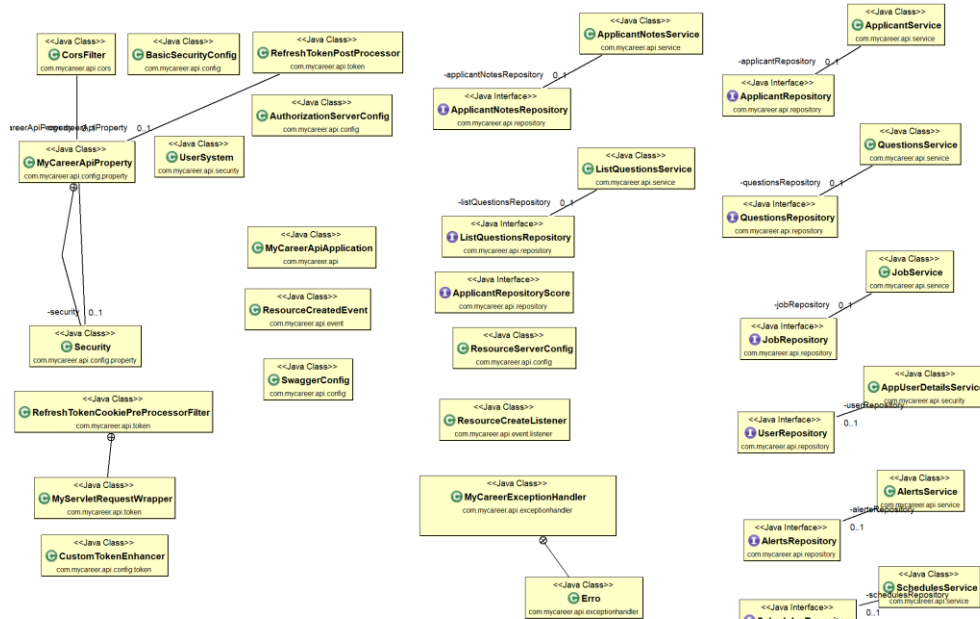 <<Java Class>>
CorsFilter
com.mycareer.api.cors
<<Java Class>>
BasicSecurityConfig
com.mycareer.api.config
<<Java Class>>
RefreshTokenPostProcessor
com.mycareer.api.token
<<Java Class>>
AuthorizationServerConfig
com.mycareer.api.config
0..1
<<Java Class>>
MyCareerApiProperty
com.mycareer.api.config.property
<<Java Class>>
UserSystem
com.mycareer.api.security
<<Java Class>>
MyCareerApiApplication
com.mycareer.api
<<Java Class>>
ResourceCreatedEvent
com.mycareer.api.event
-security 0..1
<<Java Class>>
Security
com.mycareer.api.config.property
<<Java Class>>
SwaggerConfig
com.mycareer.api.config
<<Java Class>>
RefreshTokenCookiePreProcessorFilter
com.mycareer.api.token
<<Java Class>>
MyServletRequestWrapper
com.mycareer.api.token
<<Java Class>>
CustomTokenEnhancer
com.mycareer.api.config.token
<<Java Class>>
ApplicantNotesService
com.mycareer.api.service
-applicantNotesRepository 0..1
<<Java Interface>>
ApplicantNotesRepository
com.mycareer.api.repository
<<Java Class>>
ListQuestionsService
com.mycareer.api.service
-listQuestionsRepository 0..1
<<Java Interface>>
ListQuestionsRepository
com.mycareer.api.repository
<<Java Interface>>
ApplicantRepositoryScore
com.mycareer.api.repository
<<Java Class>>
ResourceServerConfig
com.mycareer.api.config
<<Java Class>>
ResourceCreateListener
com.mycareer.api.event.listener
<<Java Class>>
MyCareerExceptionHandler
com.mycareer.api.exceptionhandler
<<Java Class>>
Erro
com.mycareer.api.exceptionhandler
<<Java Class>>
ApplicantService
com.mycareer.api.service
-applicantRepository 0..1
<<Java Interface>>
ApplicantRepository
com.mycareer.api.repository
<<Java Class>>
QuestionsService
com.mycareer.api.service
-questionsRepository 0..1
<<Java Interface>>
QuestionsRepository
com.mycareer.api.repository
<<Java Class>>
JobService
com.mycareer.api.service
-jobRepository 0..1
<<Java Interface>>
JobRepository
com.mycareer.api.repository
<<Java Class>>
AppUserDetailsService
com.mycareer.api.security
-userRepository
0..1
<<Java Interface>>
UserRepository
com.mycareer.api.repository
<<Java Class>>
AlertsService
com.mycareer.api.service
-alertsRepository
0..1
<<Java Interface>>
AlertsRepository
com.mycareer.api.repository
<<Java Class>>
SchedulesService
com.mycareer.api.service
-schedulesRepository
0..1
<<Java Interface>>